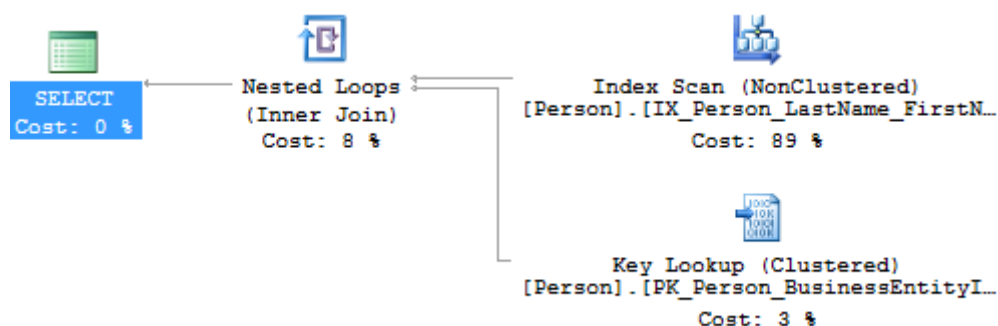 SELECT
Cost: 0 %
Nested Loops
(Inner Join)
Cost: 8 %
Index Scan (NonClustered)
[Person].[IX_Person_LastName_FirstN…
Cost: 89 %
Key Lookup (Clustered)
[Person].[PK_Person_BusinessEntityI…
Cost: 3 %